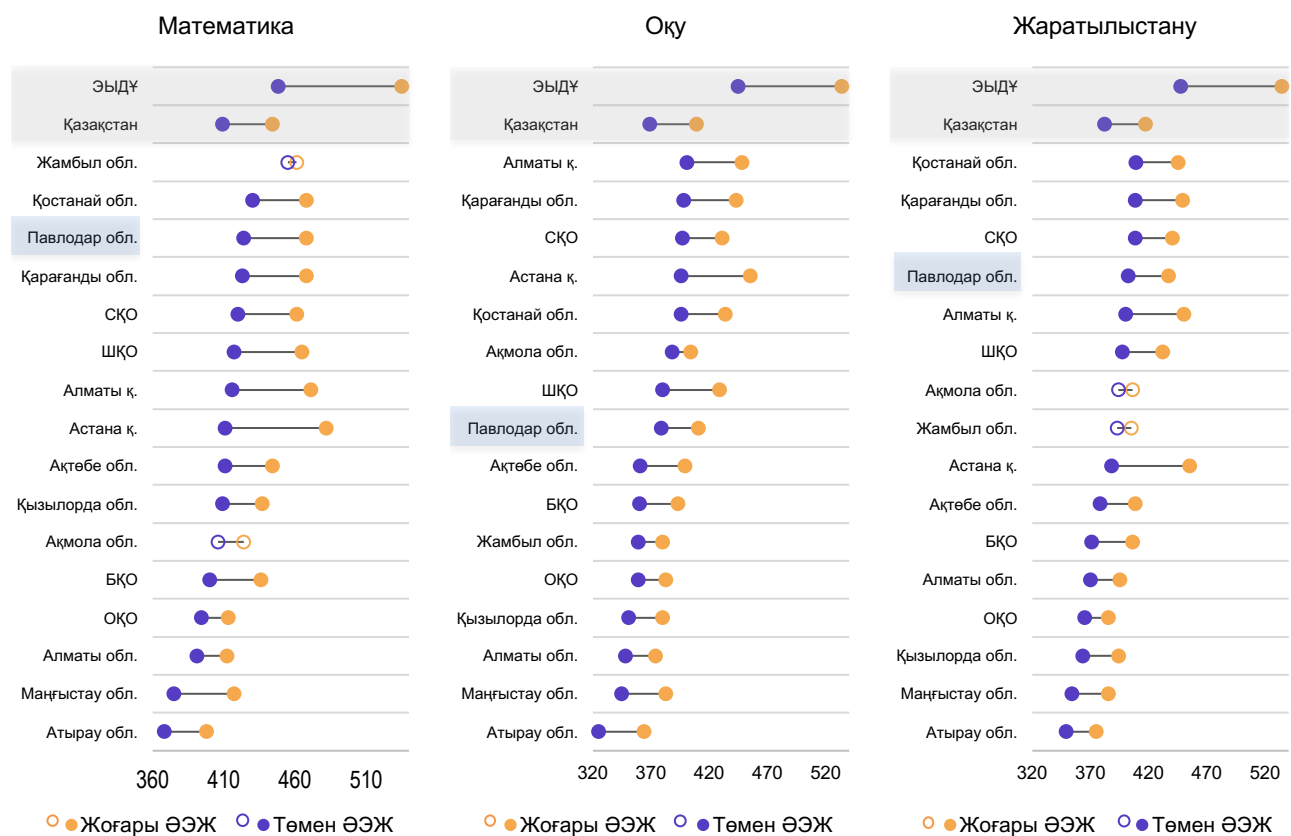 Математика
ЭЫДҰ
Қазақстан
Жамбыл обл.
Қостанай обл.
Павлодар обл.
Қарағанды обл.
СҚО
ШҚО
Алматы қ.
Астана қ.
Ақтөбе обл.
Қызылорда обл.
Ақмола обл.
БҚО
ОҚО
Алматы обл.
Маңғыстау обл.
Атырау обл.
360 410 460 510
Жоғары ӘЭЖ Төмен ӘЭЖ
Оқу
ЭЫДҰ
Қазақстан
Алматы қ.
Қарағанды обл.
СҚО
Астана қ.
Қостанай обл.
Ақмола обл.
ШҚО
Павлодар обл.
Ақтөбе обл.
БҚО
Жамбыл обл.
ОҚО
Қызылорда обл.
Алматы обл.
Маңғыстау обл.
Атырау обл.
320 370 420 470 520
Жоғары ӘЭЖ Төмен ӘЭЖ
Жаратылыстану
ЭЫДҰ
Қазақстан
Қостанай обл.
Қарағанды обл.
СҚО
Павлодар обл.
Алматы қ.
ШҚО
Ақмола обл.
Жамбыл обл.
Астана қ.
Ақтөбе обл.
БҚО
Алматы обл.
ОҚО
Қызылорда обл.
Маңғыстау обл.
Атырау обл.
320 370 420 470 520
Жоғары ӘЭЖ Төмен ӘЭЖ